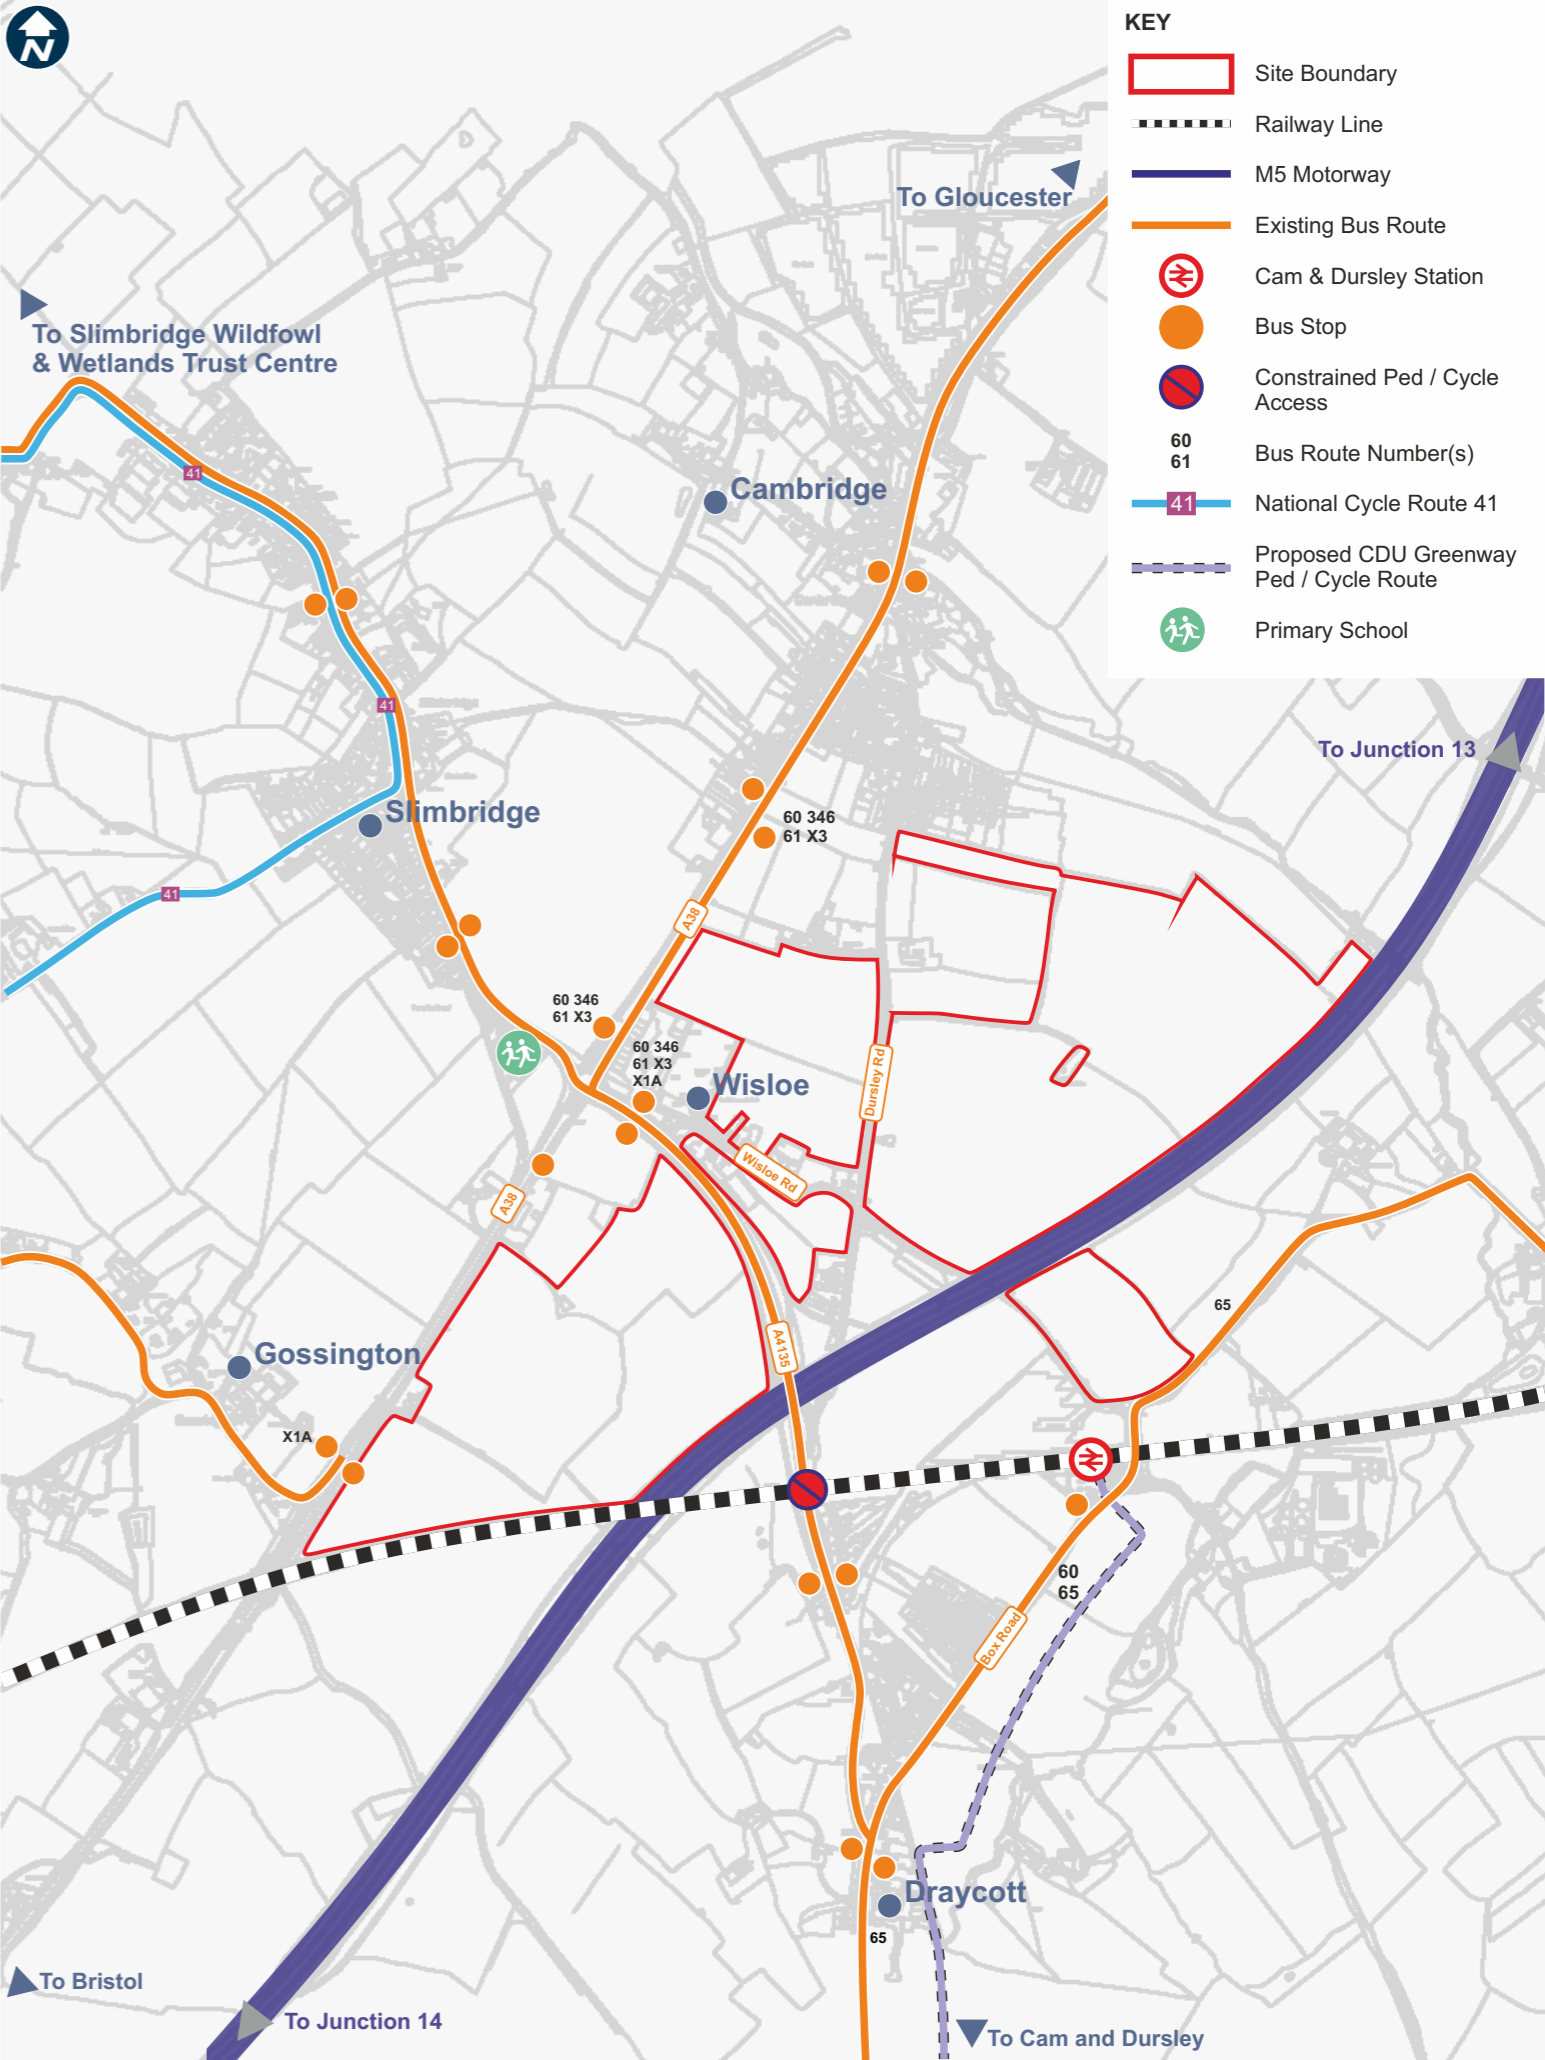 N
KEY
Site Boundary
Railway Line
M5 Motorway
Existing Bus Route
Cam & Dursley Station
Bus Stop
Constrained Ped / Cycle
Access
60
61
Bus Route Number(s)
41
National Cycle Route 41
Proposed CDU Greenway
Ped / Cycle Route
Primary School
To Gloucester
To Slimbridge Wildfowl
& Wetlands Trust Centre
41
Cambridge
41
To Junction 13
Slimbridge
60 346
61 X3
41
A38
60 346
61 X3
60 346
61 X3
X1A
Wisloe
Dursley Rd
Wisloe Rd
A38
65
A4135
Gossington
X1A
60
65
Box Road
Draycott
65
To Bristol
To Junction 14
To Cam and Dursley